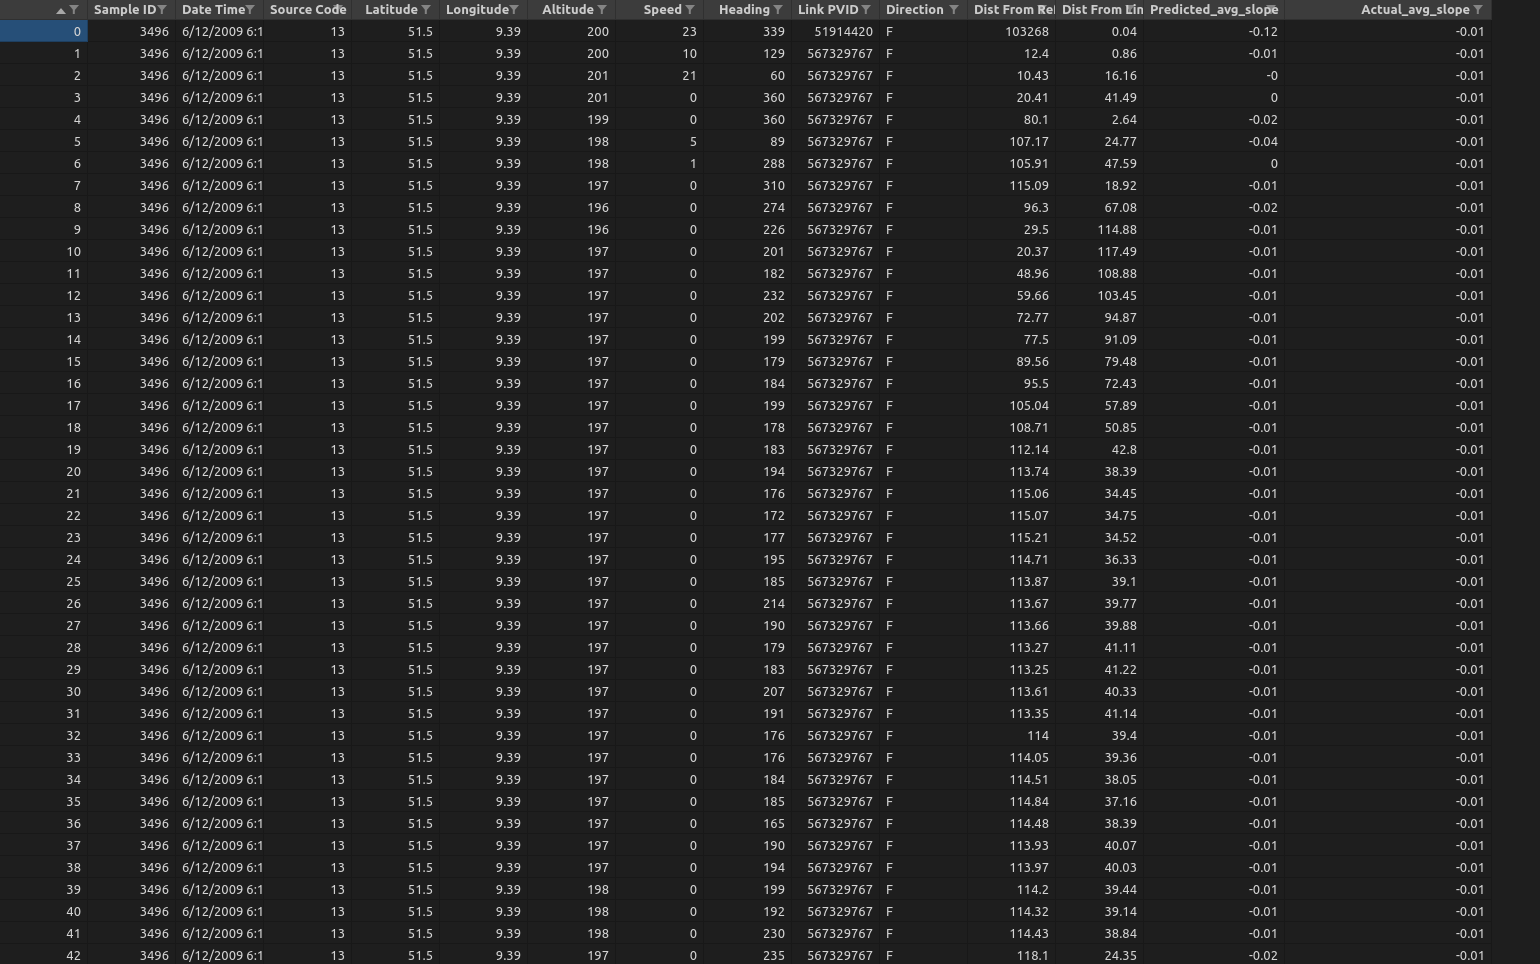 Sample ID Date Time Source Code Latitude Longitude Altitude Speed Heading Link PVID Direction Dist From Ref Dist From Lin Predicted_avg_slope Actual_avg_slope
0 3496 6/12/2009 6:1 13 51.5 9.39 200 23 339 51914420 F 103268 0.04 -0.12 -0.01
1 3496 6/12/2009 6:1 13 51.5 9.39 200 10 129 567329767 F 12.4 0.86 -0.01 -0.01
2 3496 6/12/2009 6:1 13 51.5 9.39 201 21 60 567329767 F 10.43 16.16 -0 -0.01
3 3496 6/12/2009 6:1 13 51.5 9.39 201 0 360 567329767 F 20.41 41.49 0 -0.01
4 3496 6/12/2009 6:1 13 51.5 9.39 199 0 360 567329767 F 80.1 2.64 -0.02 -0.01
5 3496 6/12/2009 6:1 13 51.5 9.39 198 5 89 567329767 F 107.17 24.77 -0.04 -0.01
6 3496 6/12/2009 6:1 13 51.5 9.39 198 1 288 567329767 F 105.91 47.59 0 -0.01
7 3496 6/12/2009 6:1 13 51.5 9.39 197 0 310 567329767 F 115.09 18.92 -0.01 -0.01
8 3496 6/12/2009 6:1 13 51.5 9.39 196 0 274 567329767 F 96.3 67.08 -0.02 -0.01
9 3496 6/12/2009 6:1 13 51.5 9.39 196 0 226 567329767 F 29.5 114.88 -0.01 -0.01
10 3496 6/12/2009 6:1 13 51.5 9.39 197 0 201 567329767 F 20.37 117.49 -0.01 -0.01
11 3496 6/12/2009 6:1 13 51.5 9.39 197 0 182 567329767 F 48.96 108.88 -0.01 -0.01
12 3496 6/12/2009 6:1 13 51.5 9.39 197 0 232 567329767 F 59.66 103.45 -0.01 -0.01
13 3496 6/12/2009 6:1 13 51.5 9.39 197 0 202 567329767 F 72.77 94.87 -0.01 -0.01
14 3496 6/12/2009 6:1 13 51.5 9.39 197 0 199 567329767 F 77.5 91.09 -0.01 -0.01
15 3496 6/12/2009 6:1 13 51.5 9.39 197 0 179 567329767 F 89.56 79.48 -0.01 -0.01
16 3496 6/12/2009 6:1 13 51.5 9.39 197 0 184 567329767 F 95.5 72.43 -0.01 -0.01
17 3496 6/12/2009 6:1 13 51.5 9.39 197 0 199 567329767 F 105.04 57.89 -0.01 -0.01
18 3496 6/12/2009 6:1 13 51.5 9.39 197 0 178 567329767 F 108.71 50.85 -0.01 -0.01
19 3496 6/12/2009 6:1 13 51.5 9.39 197 0 183 567329767 F 112.14 42.8 -0.01 -0.01
20 3496 6/12/2009 6:1 13 51.5 9.39 197 0 194 567329767 F 113.74 38.39 -0.01 -0.01
21 3496 6/12/2009 6:1 13 51.5 9.39 197 0 176 567329767 F 115.06 34.45 -0.01 -0.01
22 3496 6/12/2009 6:1 13 51.5 9.39 197 0 172 567329767 F 115.07 34.75 -0.01 -0.01
23 3496 6/12/2009 6:1 13 51.5 9.39 197 0 177 567329767 F 115.21 34.52 -0.01 -0.01
24 3496 6/12/2009 6:1 13 51.5 9.39 197 0 195 567329767 F 114.71 36.33 -0.01 -0.01
25 3496 6/12/2009 6:1 13 51.5 9.39 197 0 185 567329767 F 113.87 39.1 -0.01 -0.01
26 3496 6/12/2009 6:1 13 51.5 9.39 197 0 214 567329767 F 113.67 39.77 -0.01 -0.01
27 3496 6/12/2009 6:1 13 51.5 9.39 197 0 190 567329767 F 113.66 39.88 -0.01 -0.01
28 3496 6/12/2009 6:1 13 51.5 9.39 197 0 179 567329767 F 113.27 41.11 -0.01 -0.01
29 3496 6/12/2009 6:1 13 51.5 9.39 197 0 183 567329767 F 113.25 41.22 -0.01 -0.01
30 3496 6/12/2009 6:1 13 51.5 9.39 197 0 207 567329767 F 113.61 40.33 -0.01 -0.01
31 3496 6/12/2009 6:1 13 51.5 9.39 197 0 191 567329767 F 113.35 41.14 -0.01 -0.01
32 3496 6/12/2009 6:1 13 51.5 9.39 197 0 176 567329767 F 114 39.4 -0.01 -0.01
33 3496 6/12/2009 6:1 13 51.5 9.39 197 0 176 567329767 F 114.05 39.36 -0.01 -0.01
34 3496 6/12/2009 6:1 13 51.5 9.39 197 0 184 567329767 F 114.51 38.05 -0.01 -0.01
35 3496 6/12/2009 6:1 13 51.5 9.39 197 0 185 567329767 F 114.84 37.16 -0.01 -0.01
36 3496 6/12/2009 6:1 13 51.5 9.39 197 0 165 567329767 F 114.48 38.39 -0.01 -0.01
37 3496 6/12/2009 6:1 13 51.5 9.39 197 0 190 567329767 F 113.93 40.07 -0.01 -0.01
38 3496 6/12/2009 6:1 13 51.5 9.39 197 0 194 567329767 F 113.97 40.03 -0.01 -0.01
39 3496 6/12/2009 6:1 13 51.5 9.39 198 0 199 567329767 F 114.2 39.44 -0.01 -0.01
40 3496 6/12/2009 6:1 13 51.5 9.39 198 0 192 567329767 F 114.32 39.14 -0.01 -0.01
41 3496 6/12/2009 6:1 13 51.5 9.39 198 0 230 567329767 F 114.43 38.84 -0.01 -0.01
42 3496 6/12/2009 6:1 13 51.5 9.39 197 0 235 567329767 F 118.1 24.35 -0.02 -0.01